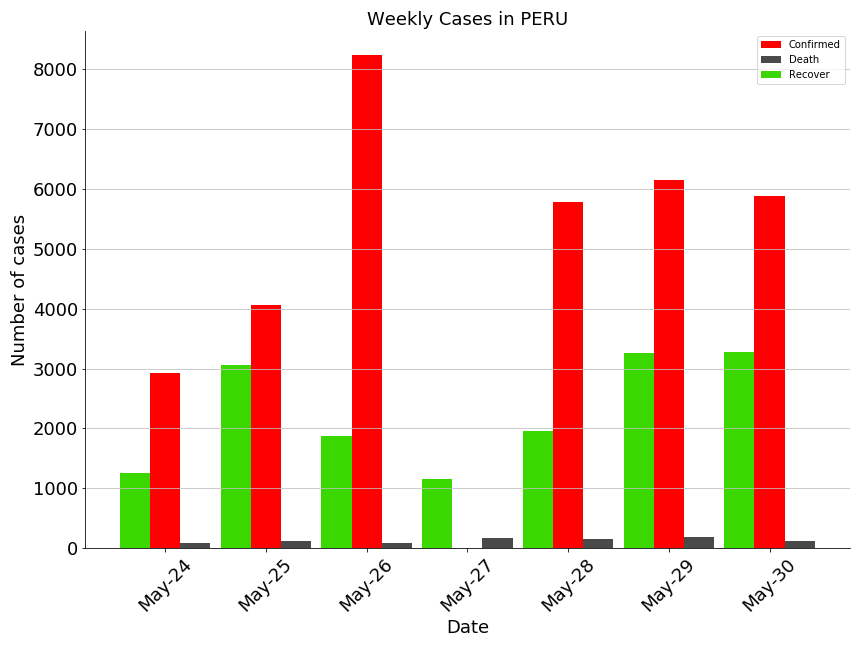 Weekly Cases in PERU
Confirmed
Death
Recover
Number of cases
8000
7000
6000
5000
4000
3000
2000
1000
0
May-24
May-25
May-26
May-27
May-28
May-29
May-30
Date